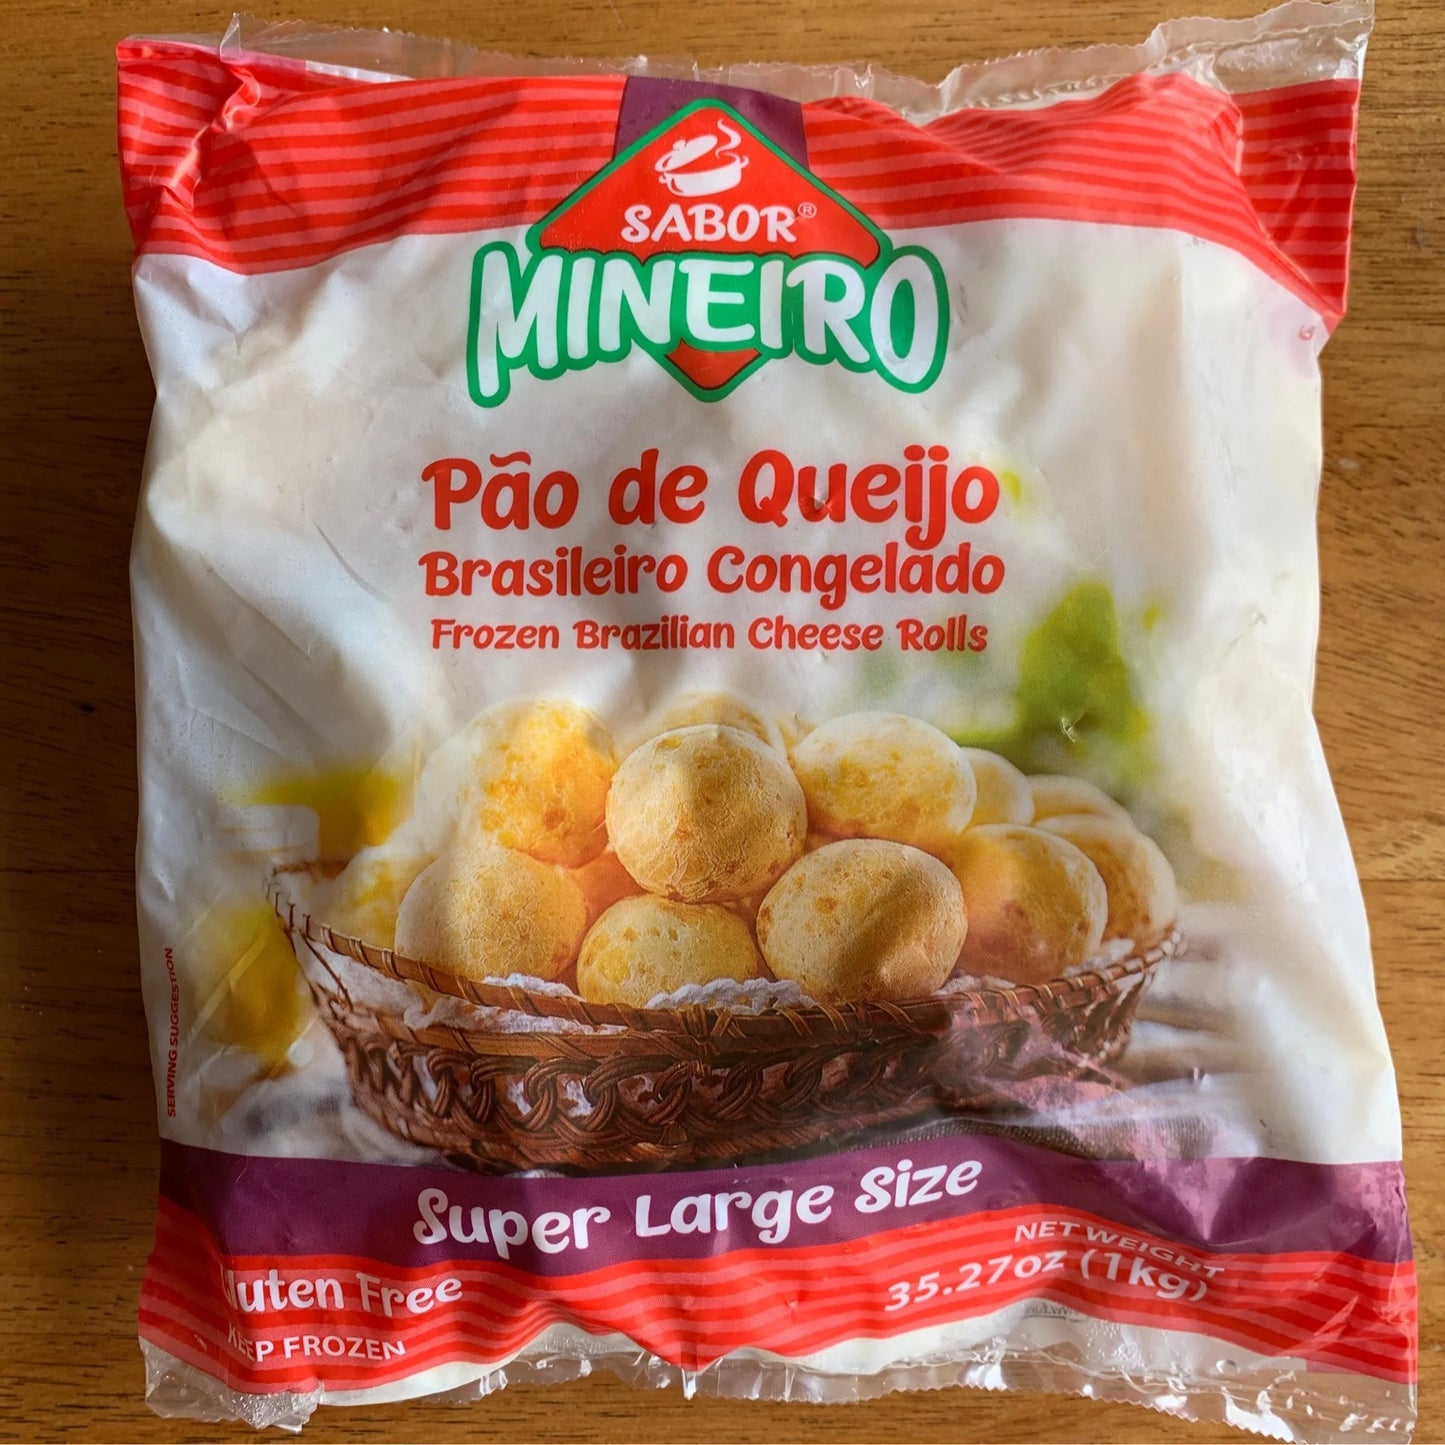 SABOR®
MINEIRO
Pão de Queijo
Brasileiro Congelado
Frozen Brazilian Cheese Rolls
SERVING SUGGESTION
Super Large Size
NET WEIGHT
35.27oz (1kg)
Gluten Free
KEEP FROZEN